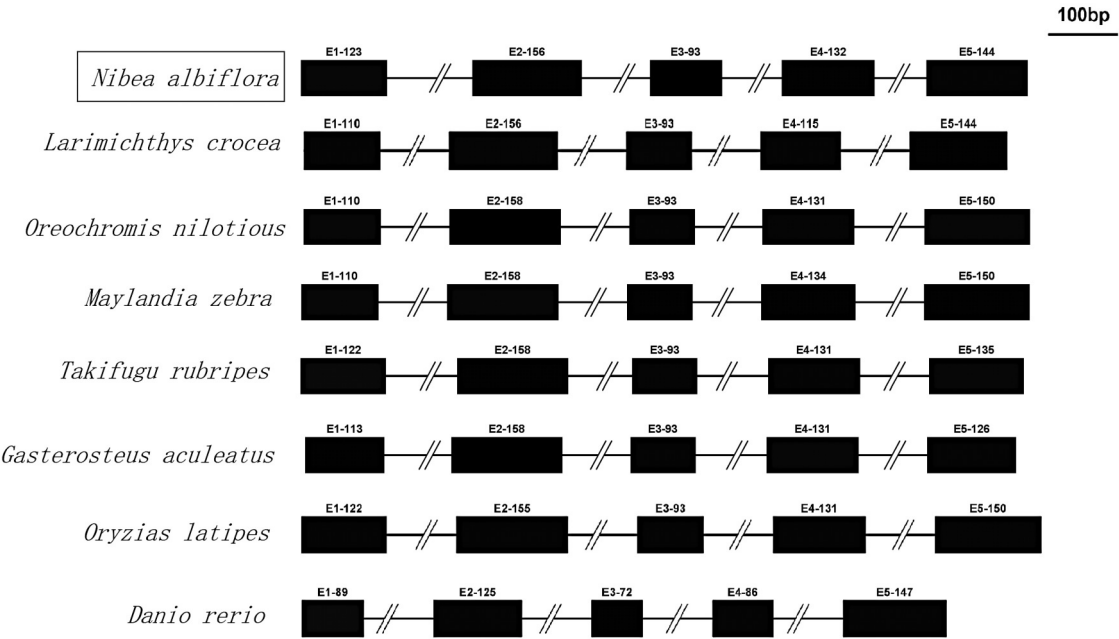 100bp
E1-123 E2-156 E3-93 E4-132 E5-144
Nibea albiflora
E1-110 E2-156 E3-93 E4-115 E5-144
Larimichthys crocea
E1-110 E2-158 E3-93 E4-131 E5-150
Oreochromis nilotious
E1-110 E2-158 E3-93 E4-134 E5-150
Maylandia zebra
E1-122 E2-158 E3-93 E4-131 E5-135
Takifugu rubripes
E1-113 E2-158 E3-93 E4-131 E5-126
Gasterosteus aculeatus
E1-122 E2-155 E3-93 E4-131 E5-150
Oryzias latipes
E1-89 E2-125 E3-72 E4-86 E5-147
Danio rerio